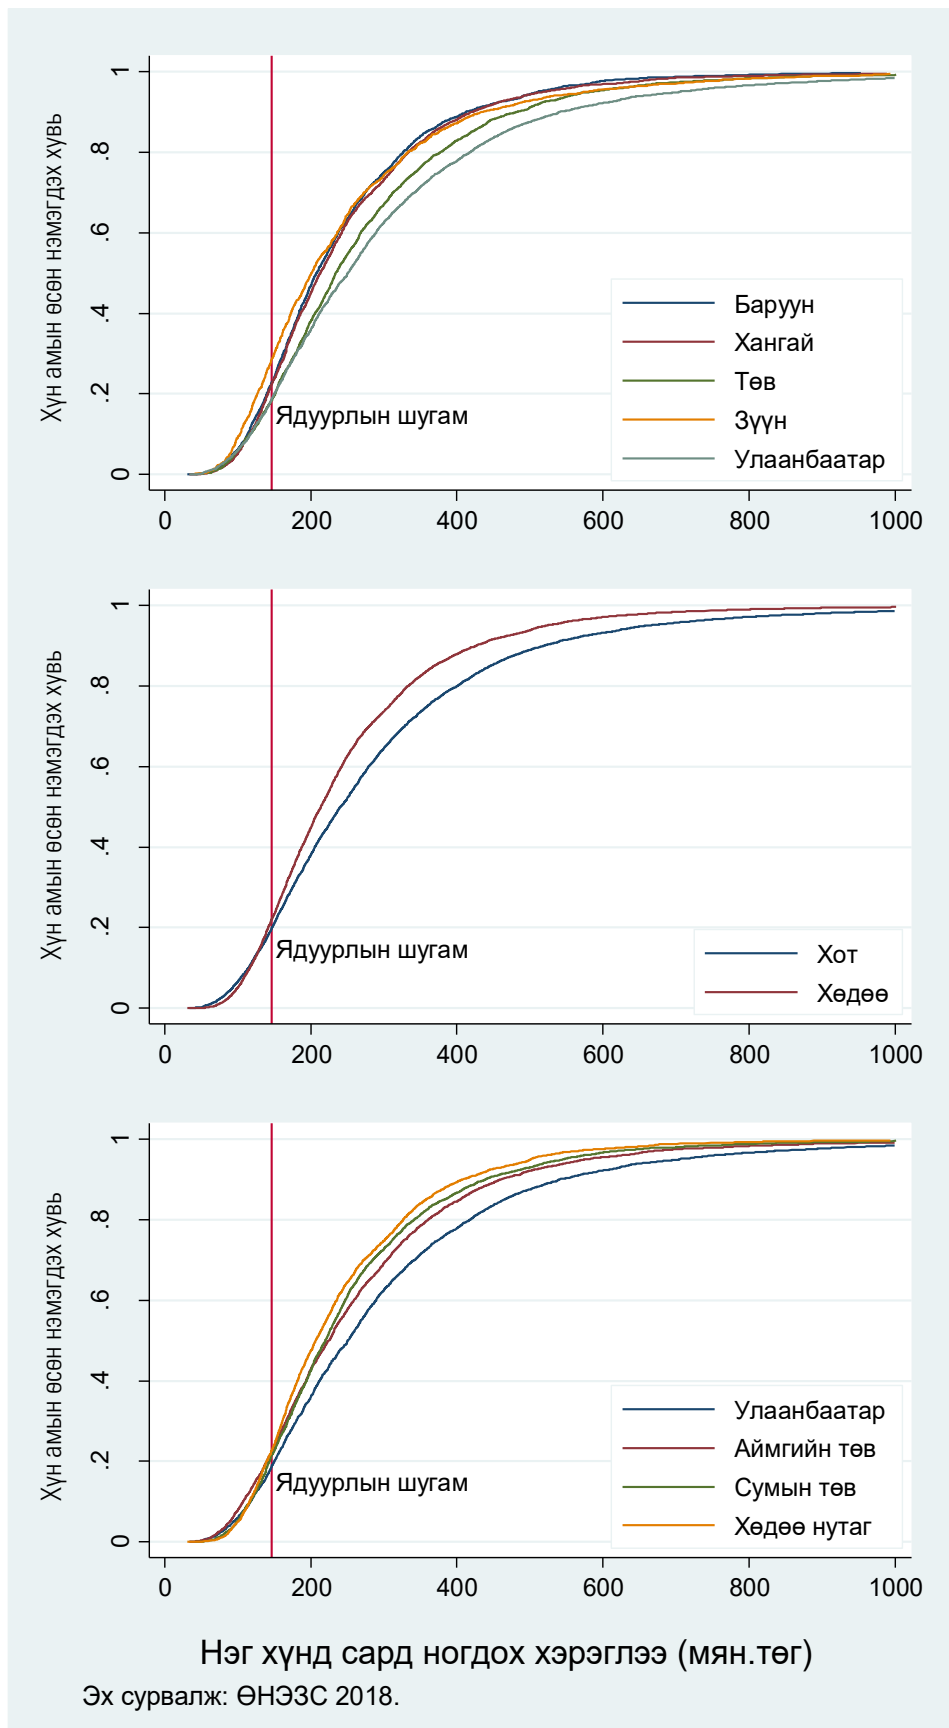 Хүн амын өсөн нэмэгдэх хувь
1
.8
.6
.4
.2
0
Ядуурлын шугам
Баруун
Хангай
Төв
Зүүн
Улаанбаатар
0 200 400 600 800 1000
Хүн амын өсөн нэмэгдэх хувь
1
.8
.6
.4
.2
0
Ядуурлын шугам
Хот
Хөдөө
0 200 400 600 800 1000
Хүн амын өсөн нэмэгдэх хувь
1
.8
.6
.4
.2
0
Ядуурлын шугам
Улаанбаатар
Аймгийн төв
Сумын төв
Хөдөө нутаг
0 200 400 600 800 1000
Нэг хүнд сард ногдох хэрэглээ (мян.төг)
Эх сурвалж: ӨНЭЗС 2018.